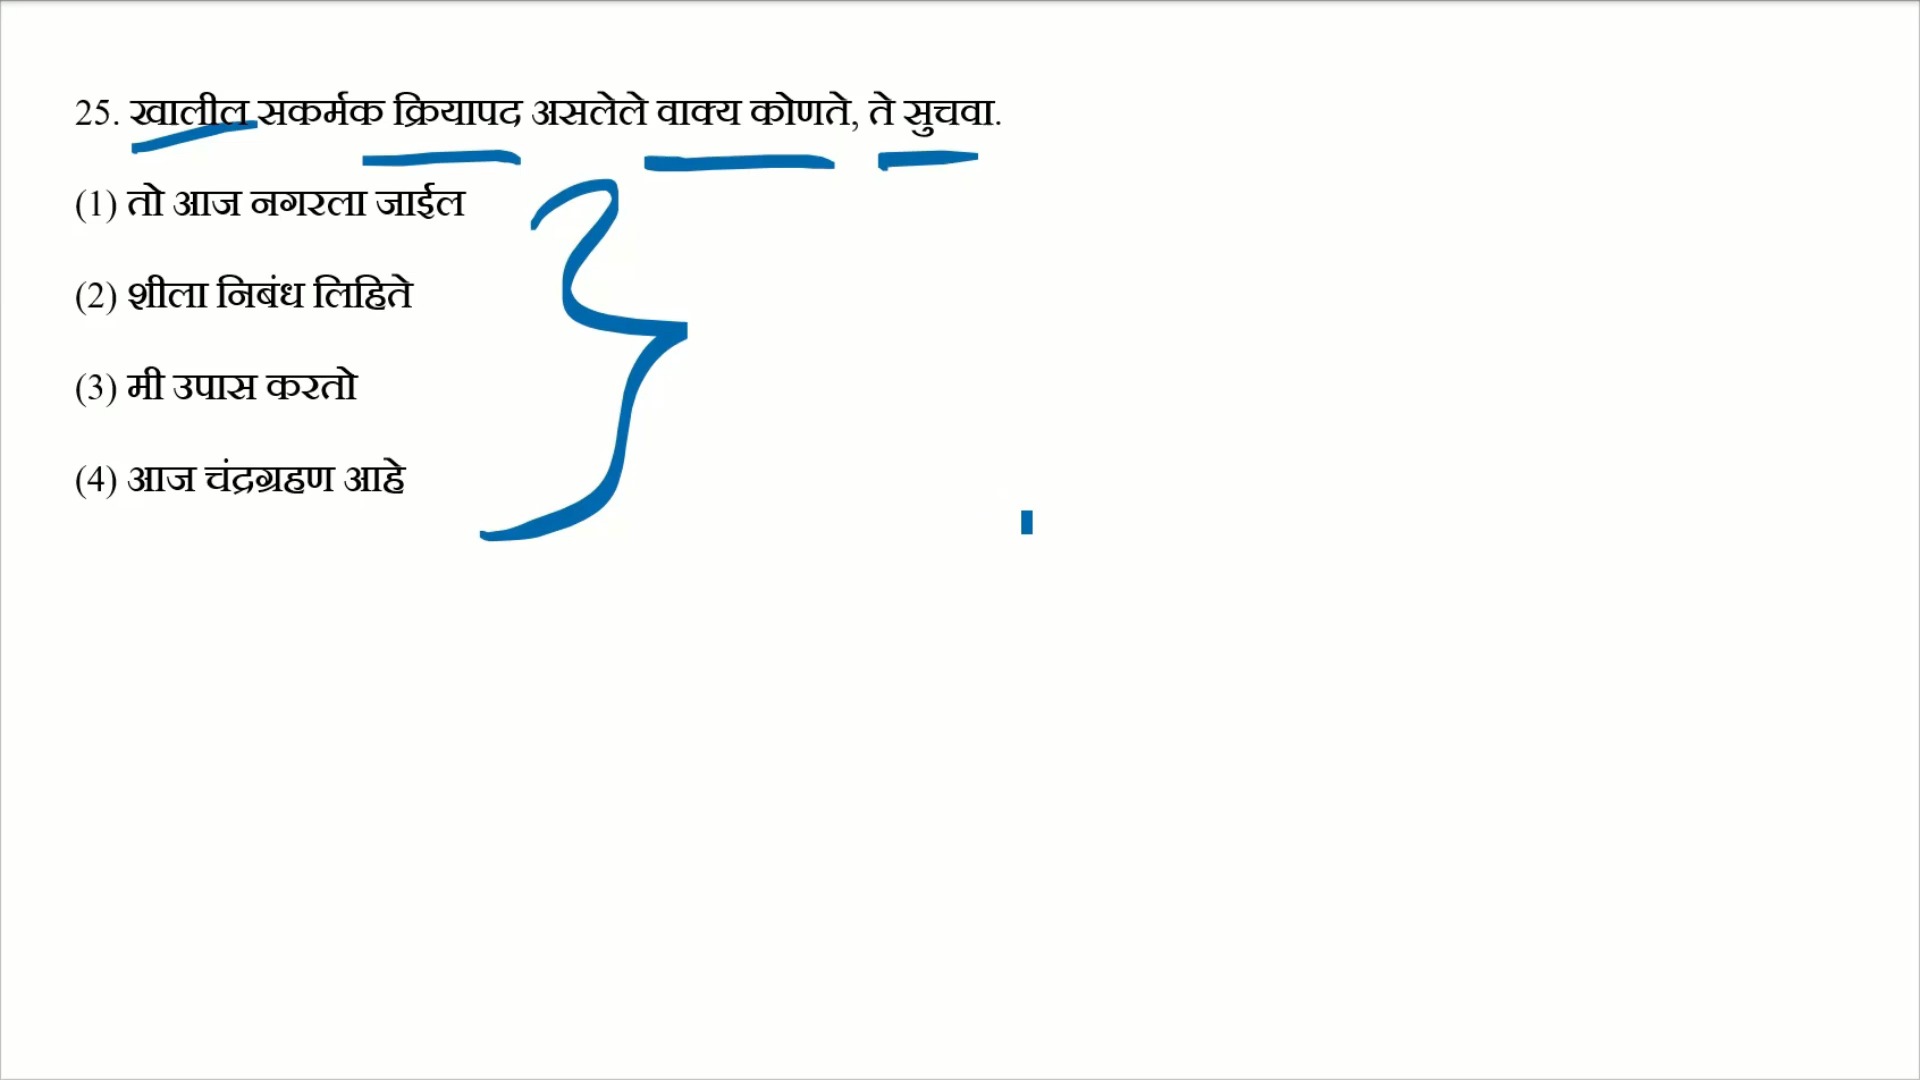 25. खालील सकर्मक क्रियापद असलेले वाक्य कोणते, ते सुचवा.
(1) तो आज नगरला जाईल
(2) शीला निबंध लिहिते
(3) मी उपास करतो
(4) आज चंद्रग्रहण आहे